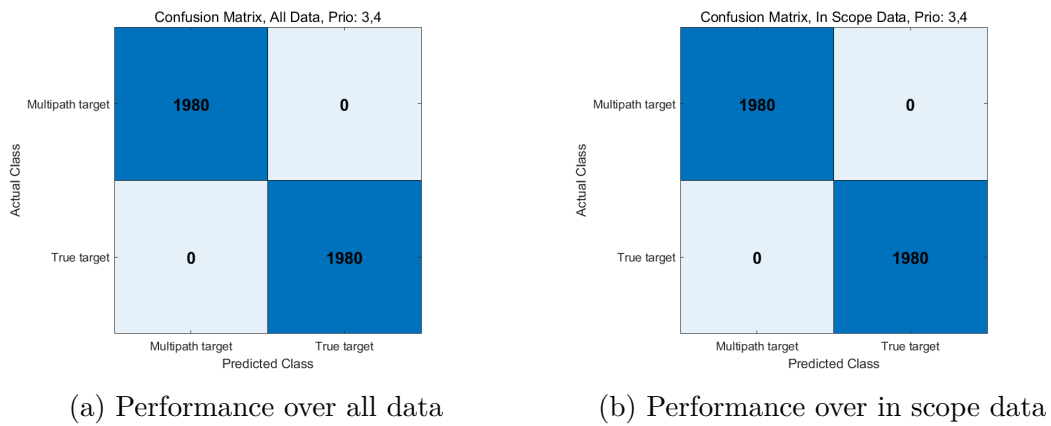 Confusion Matrix, All Data, Prio: 3,4
Actual Class
Multipath target
1980
0
True target
0
1980
Multipath target
True target
Predicted Class
(a) Performance over all data
Confusion Matrix, In Scope Data, Prio: 3,4
Actual Class
Multipath target
1980
0
True target
0
1980
Multipath target
True target
Predicted Class
(b) Performance over in scope data